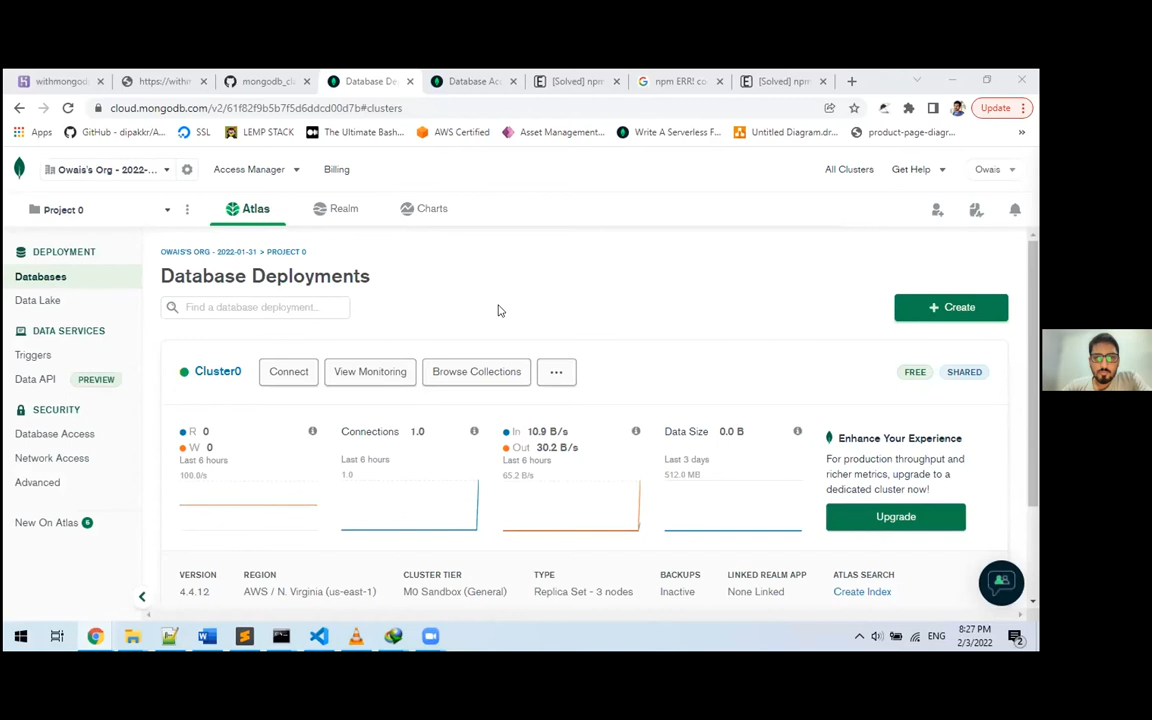 withmongod
https://withm
mongodb_cl
Database De
Database Acc
[Solved] npm
npm ERR! co
[Solved] npm
cloud.mongodb.com/v2/61f82f9b5b7f5d6ddcd00d7b#clusters
Update
Apps
GitHub - dipakkr/A...
SSL
LEMP STACK
The Ultimate Bash...
AWS Certified
Asset Management...
Write A Serverless F...
Untitled Diagram.dr...
product-page-diagr...
»
Owais's Org - 2022-...
Access Manager
Billing
All Clusters
Get Help
Owais
Project 0
Atlas
Realm
Charts
DEPLOYMENT
Databases
Data Lake
DATA SERVICES
Triggers
Data API PREVIEW
SECURITY
Database Access
Network Access
Advanced
New On Atlas 6
OWAIS'S ORG - 2022-01-31 > PROJECT 0
Database Deployments
Find a database deployment...
+ Create
Cluster0
Connect
View Monitoring
Browse Collections
...
FREE
SHARED
R 0
W 0
Last 6 hours
100.0/s
Connections 1.0
Last 6 hours
1.0
In 10.9 B/s
Out 30.2 B/s
Last 6 hours
65.2 B/s
Data Size 0.0 B
Last 3 days
512.0 MB
Enhance Your Experience
For production throughput and
richer metrics, upgrade to a
dedicated cluster now!
Upgrade
VERSION
4.4.12
REGION
AWS / N. Virginia (us-east-1)
CLUSTER TIER
M0 Sandbox (General)
TYPE
Replica Set - 3 nodes
BACKUPS
Inactive
LINKED REALM APP
None Linked
ATLAS SEARCH
Create Index
ENG
8:27 PM
2/3/2022
2